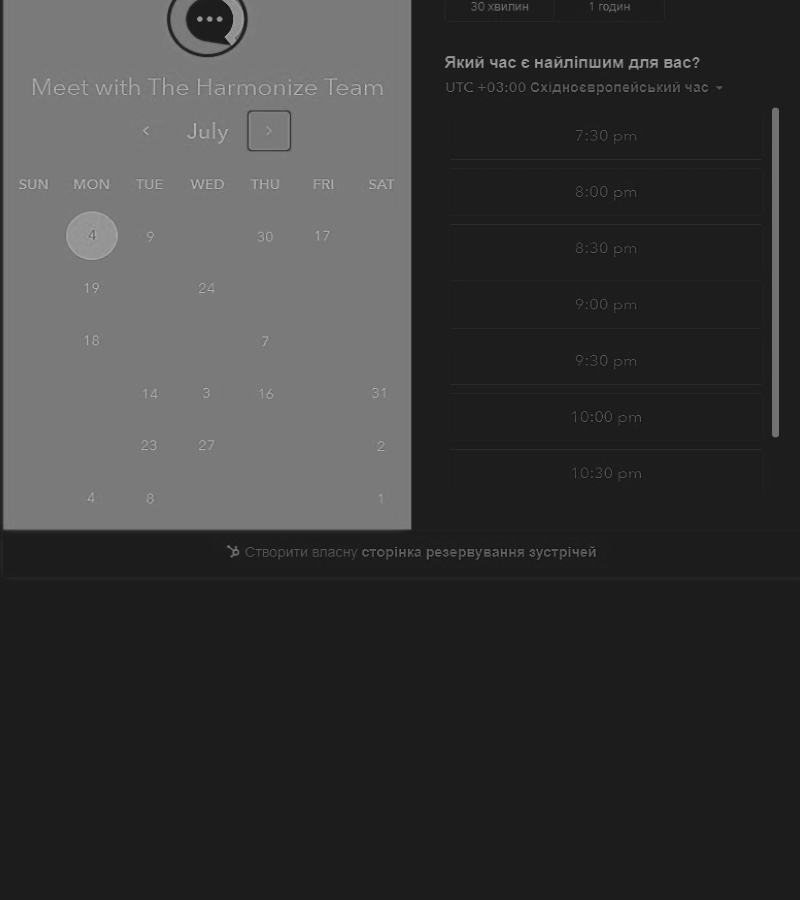 Meet with The Harmonize Team
July
SUN MON TUE WED THU FRI SAT
4 9 30 17
19 24
18 7
14 3 16 31
23 27 2
4 8 1
30 хвилин 1 годин
Який час є найліпшим для вас?
UTC +03:00 Східноєвропейський час
7:30 pm
8:00 pm
8:30 pm
9:00 pm
9:30 pm
10:00 pm
10:30 pm
Створити власну сторінка резервування зустрічей